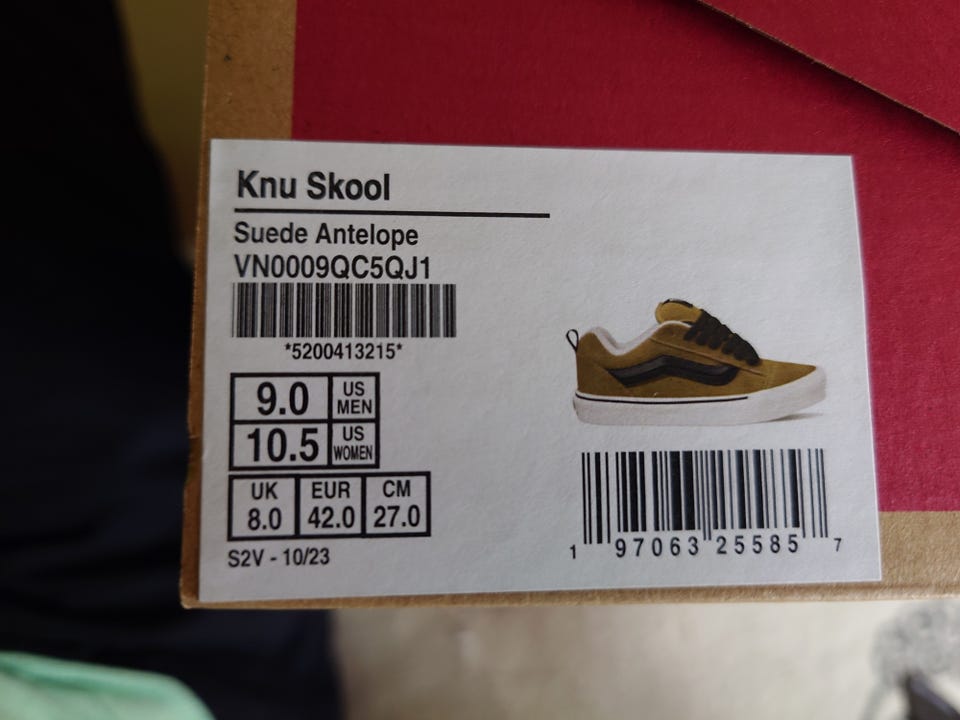 Knu Skool
Suede Antelope
VN0009QC5QJ1
*5200413215*
9.0 US MEN
10.5 US WOMEN
UK EUR CM
8.0 42.0 27.0
S2V - 10/23
1 97063 25585 7